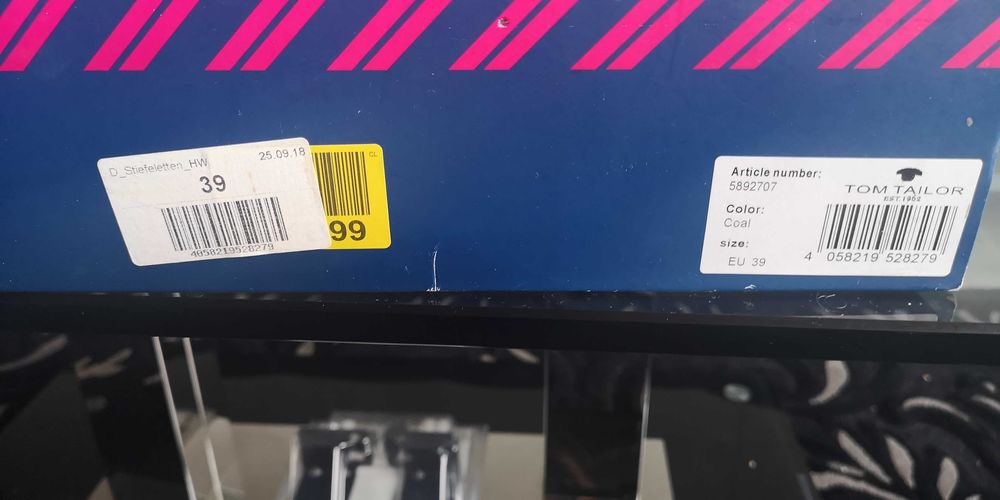 D_Stiefeletten_HW 25.09.18
39
4058219528279
CL
99
Article number:
5892707
TOM TAILOR
EST. 1962
Color:
Coal
size:
EU 39
4 058219 528279